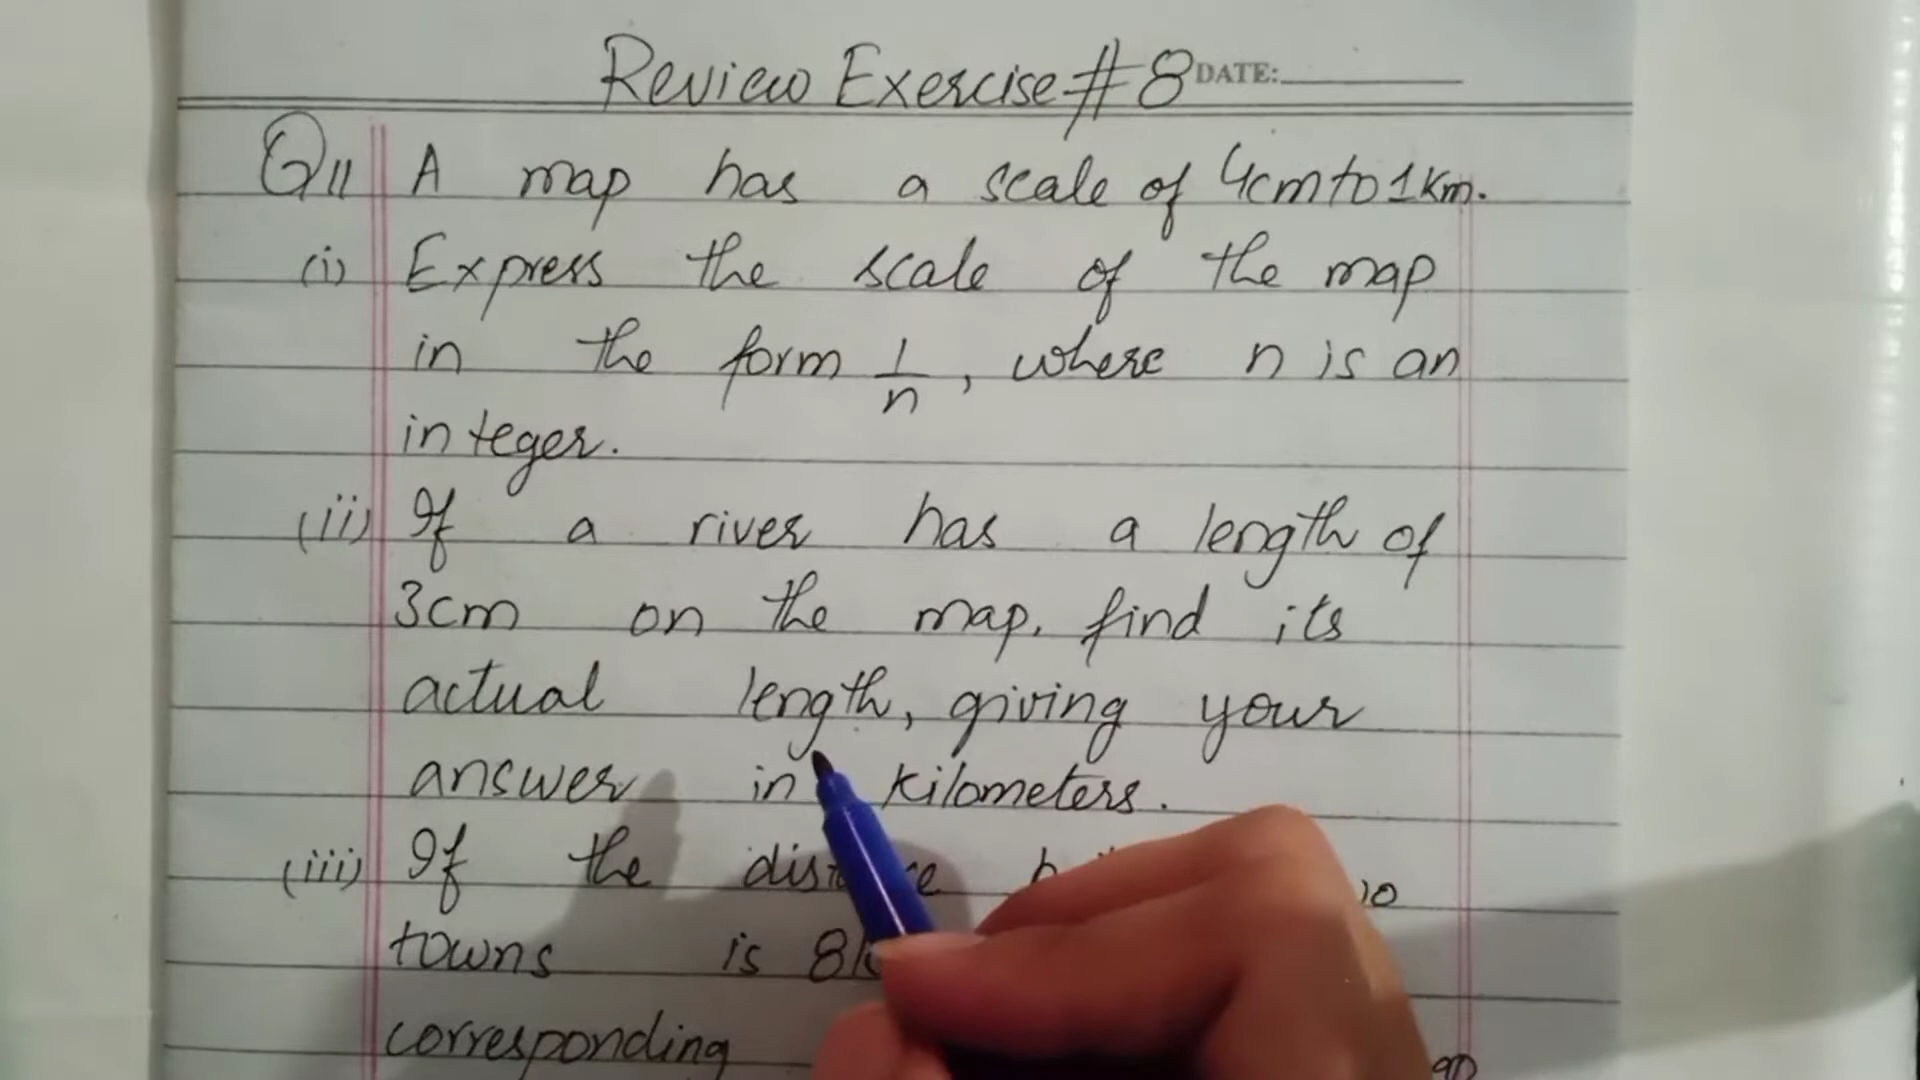 Review Exercise # 8 DATE:
Q11 A map has a scale of 4cm to 1km.
(i) Express the scale of the map
in the form 1/n, where n is an
integer.
(ii) If a river has a length of
3cm on the map. find its
actual length, giving your
answer in kilometers.
(iii) If the
towns is
corresponding